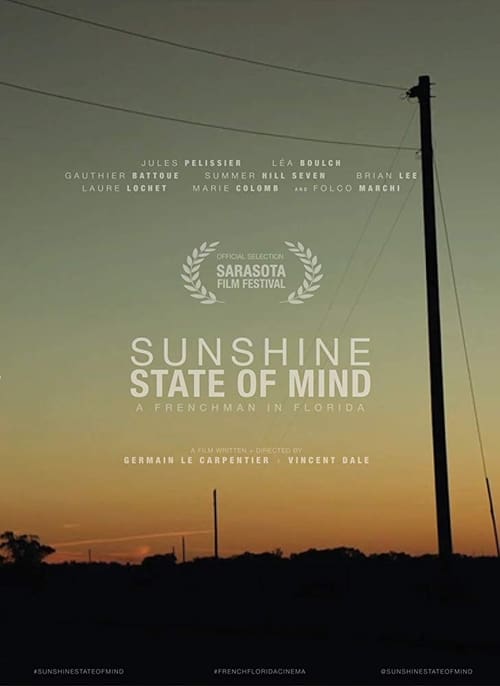 JULES PELISSIER LÉA BOULCH
GAUTHIER BATTOUE SUMMER HILL SEVEN BRIAN LEE
LAURE LOCHET MARIE COLOMB AND FOLCO MARCHI
OFFICIAL SELECTION
SARASOTA
FILM FESTIVAL
SUNSHINE
STATE OF MIND
A FRENCHMAN IN FLORIDA
A FILM WRITTEN + DIRECTED BY
GERMAIN LE CARPENTIER + VINCENT DALE
#SUNSHINESTATEOFMIND #FRENCHFLORIDACINEMA @SUNSHINESTATEOFMIND